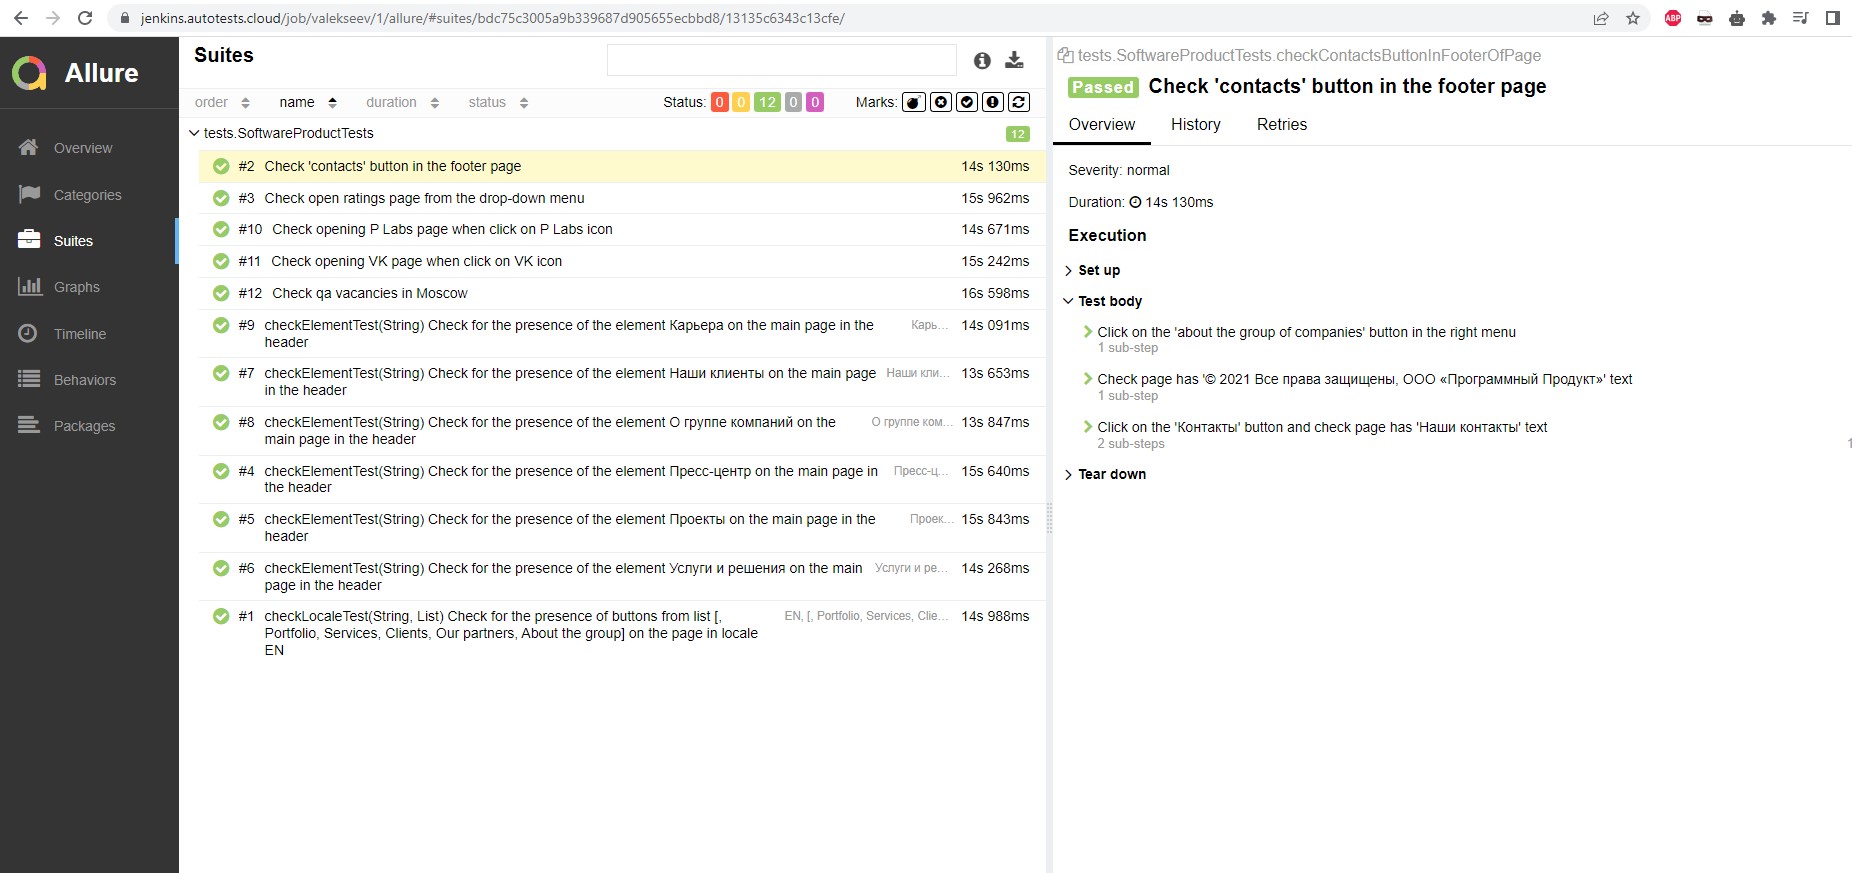 jenkins.autotests.cloud/job/valekseev/1/allure/#suites/bdc75c3005a9b339687d905655ecbbd8/13135c6343c13cfe/
ABP
Allure
Overview
Categories
Suites
Graphs
Timeline
Behaviors
Packages
Suites
order name duration status Status: 0 0 12 0 0 Marks:
tests.SoftwareProductTests 12
#2 Check 'contacts' button in the footer page 14s 130ms
#3 Check open ratings page from the drop-down menu 15s 962ms
#10 Check opening P Labs page when click on P Labs icon 14s 671ms
#11 Check opening VK page when click on VK icon 15s 242ms
#12 Check qa vacancies in Moscow 16s 598ms
#9 checkElementTest(String) Check for the presence of the element Карьера on the main page in the Карь... 14s 091ms
header
#7 checkElementTest(String) Check for the presence of the element Наши клиенты on the main page Наши кли... 13s 653ms
in the header
#8 checkElementTest(String) Check for the presence of the element О группе компаний on the О группе ком... 13s 847ms
main page in the header
#4 checkElementTest(String) Check for the presence of the element Пресс-центр on the main page in Пресс-ц... 15s 640ms
the header
#5 checkElementTest(String) Check for the presence of the element Проекты on the main page in the Проек... 15s 843ms
header
#6 checkElementTest(String) Check for the presence of the element Услуги и решения on the main Услуги и ре... 14s 268ms
page in the header
#1 checkLocaleTest(String, List) Check for the presence of buttons from list [, EN, [, Portfolio, Services, Clie... 14s 988ms
Portfolio, Services, Clients, Our partners, About the group] on the page in locale
EN
tests.SoftwareProductTests.checkContactsButtonInFooterOfPage
Passed Check 'contacts' button in the footer page
Overview History Retries
Severity: normal
Duration: 14s 130ms
Execution
Set up
Test body
Click on the 'about the group of companies' button in the right menu
1 sub-step
Check page has '© 2021 Все права защищены, ООО «Программный Продукт»' text
1 sub-step
Click on the 'Контакты' button and check page has 'Наши контакты' text
2 sub-steps
1
Tear down